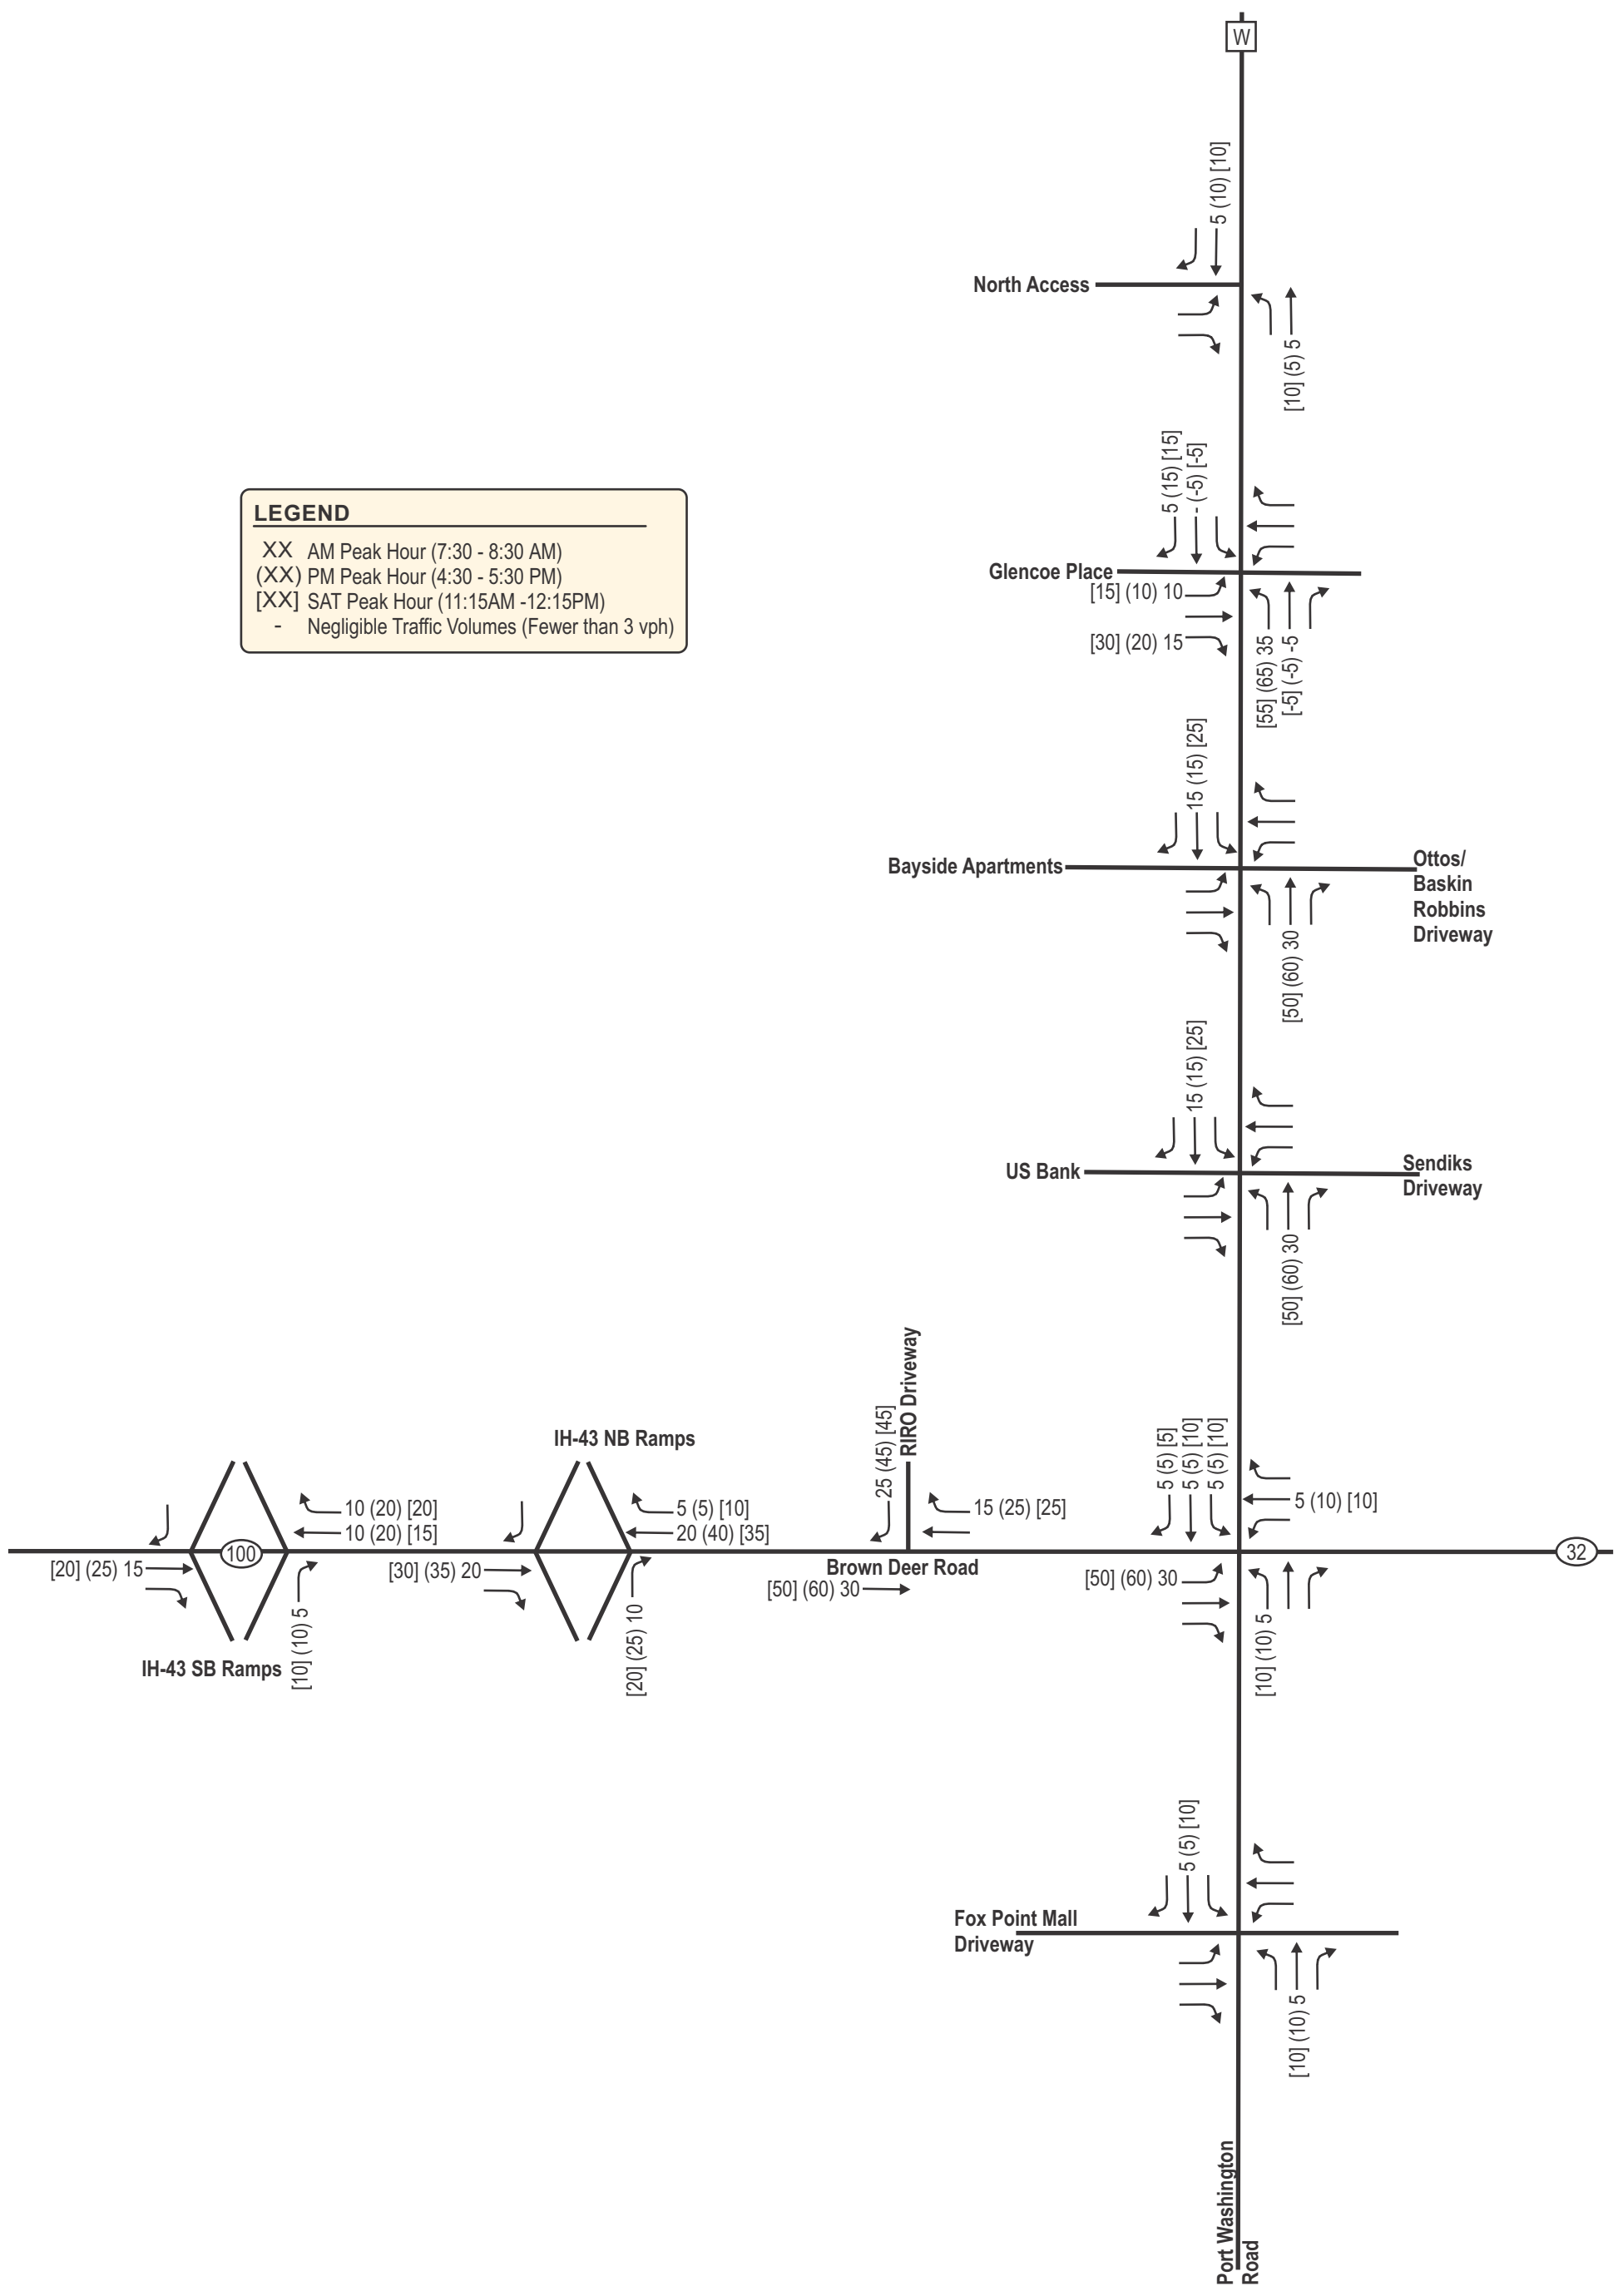 W
5 (10) [10]
North Access
[10] (5) 5
5 (15) [15]
- (-5) [-5]
LEGEND
XX AM Peak Hour (7:30 - 8:30 AM)
(XX) PM Peak Hour (4:30 - 5:30 PM)
[XX] SAT Peak Hour (11:15AM -12:15PM)
- Negligible Traffic Volumes (Fewer than 3 vph)
Glencoe Place
[15] (10) 10
[30] (20) 15
[55] (65) 35
[-5] (-5) -5
15 (15) [25]
Bayside Apartments
Ottos/
Baskin
Robbins
Driveway
[50] (60) 30
15 (15) [25]
US Bank
Sendiks
Driveway
[50] (60) 30
RIRO Driveway
25 (45) [45]
5 (5) [5]
5 (5) [10]
5 (5) [10]
IH-43 NB Ramps
10 (20) [20]
10 (20) [15]
5 (5) [10]
20 (40) [35]
15 (25) [25]
5 (10) [10]
100
32
[20] (25) 15
[30] (35) 20
Brown Deer Road
[50] (60) 30
[50] (60) 30
[10] (10) 5
[20] (25) 10
[10] (10) 5
IH-43 SB Ramps
5 (5) [10]
Fox Point Mall
Driveway
[10] (10) 5
Port Washington
Road